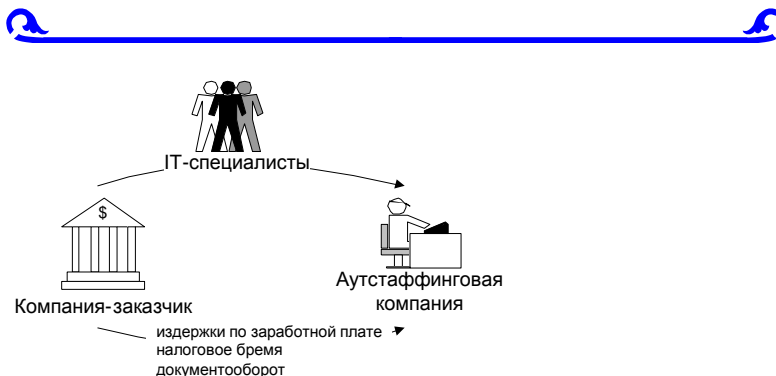 IT-специалисты
$
Аутстаффинговая
компания
Компания-заказчик
издержки по заработной плате
налоговое бремя
документооборот